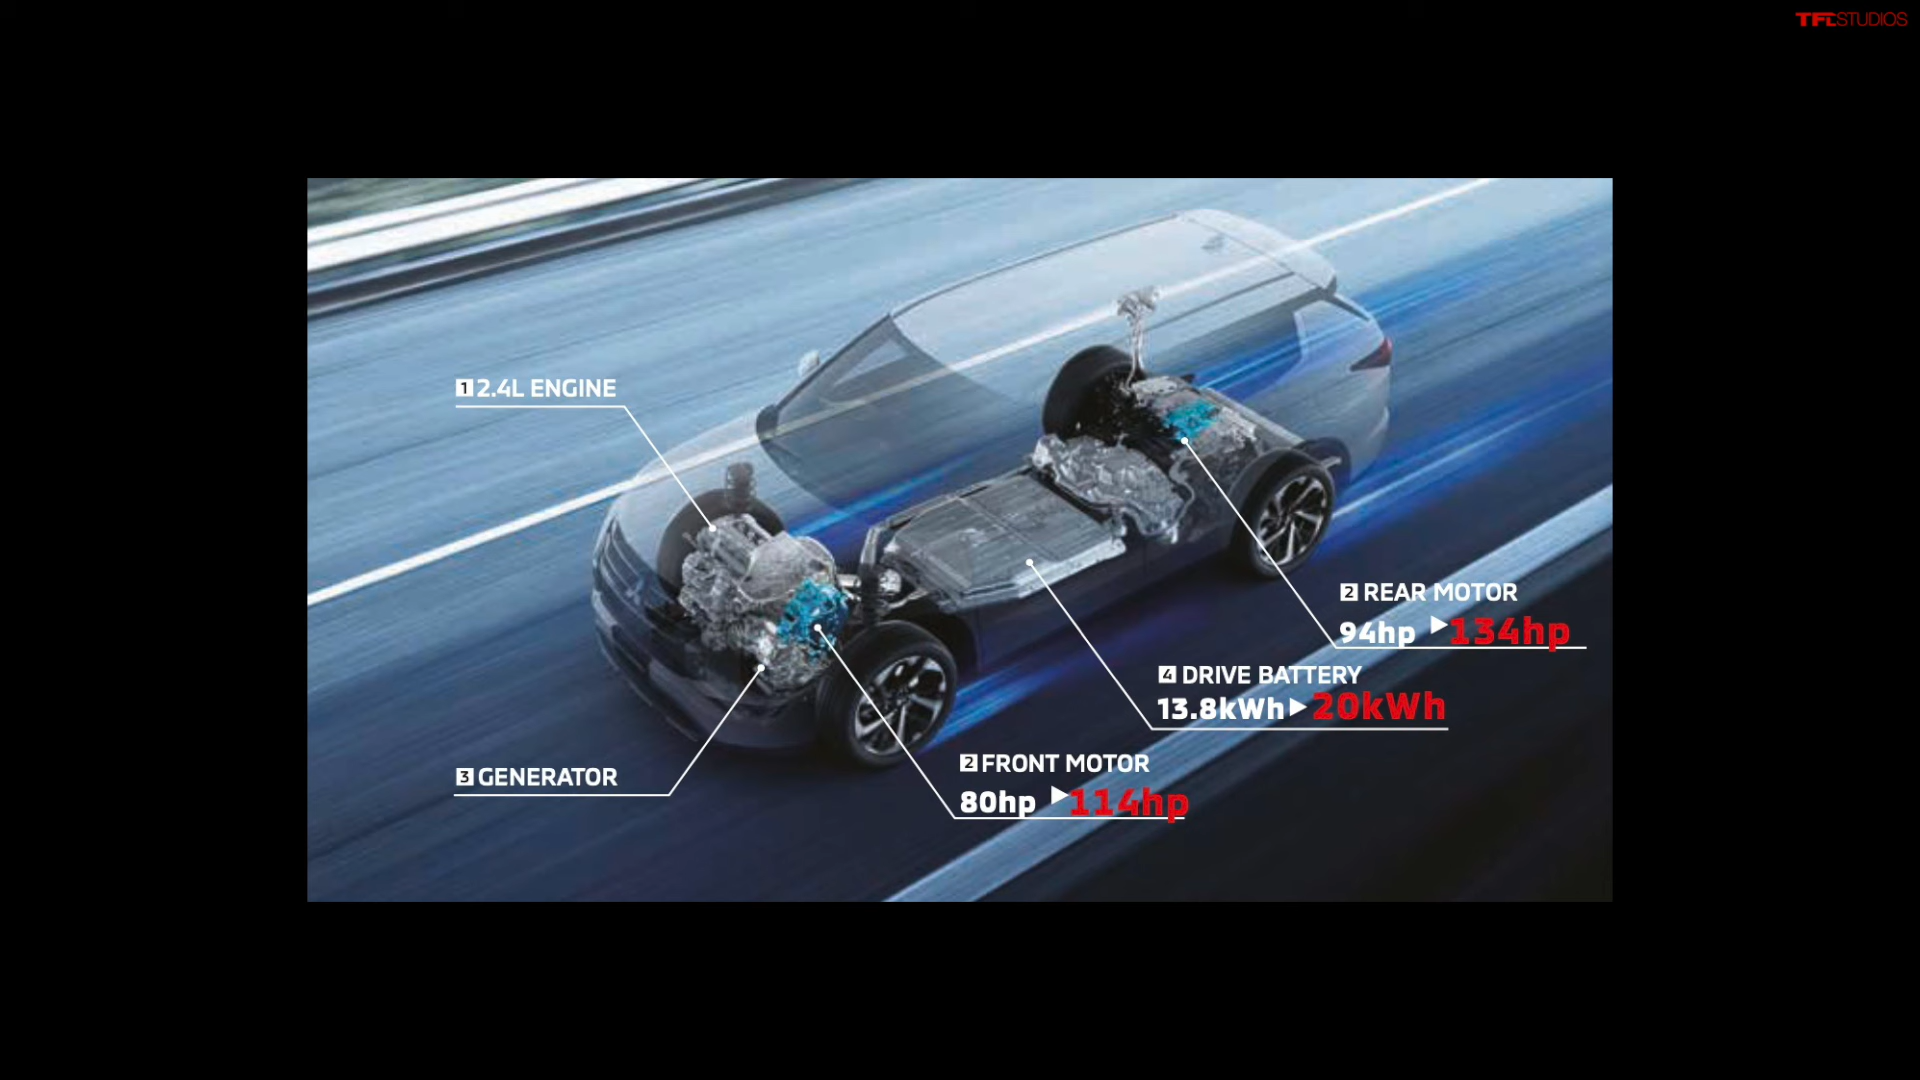 TFLSTUDIOS
1 2.4L ENGINE
2 REAR MOTOR
94hp ▶134hp
4 DRIVE BATTERY
13.8kWh▶20kWh
2 FRONT MOTOR
80hp ▶114hp
3 GENERATOR